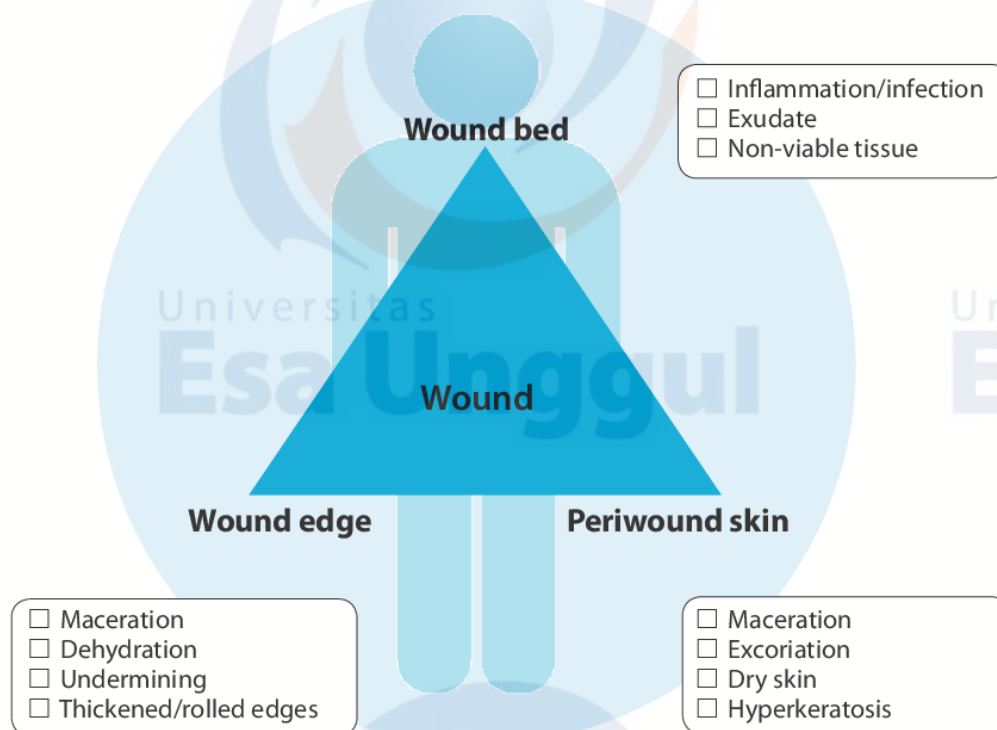 Wound bed
☐ Inflammation/infection
☐ Exudate
☐ Non-viable tissue
Universitas
Esa Unggul
Un
E
Wound
Wound edge
Periwound skin
☐ Maceration
☐ Dehydration
☐ Undermining
☐ Thickened/rolled edges
☐ Maceration
☐ Excoriation
☐ Dry skin
☐ Hyperkeratosis